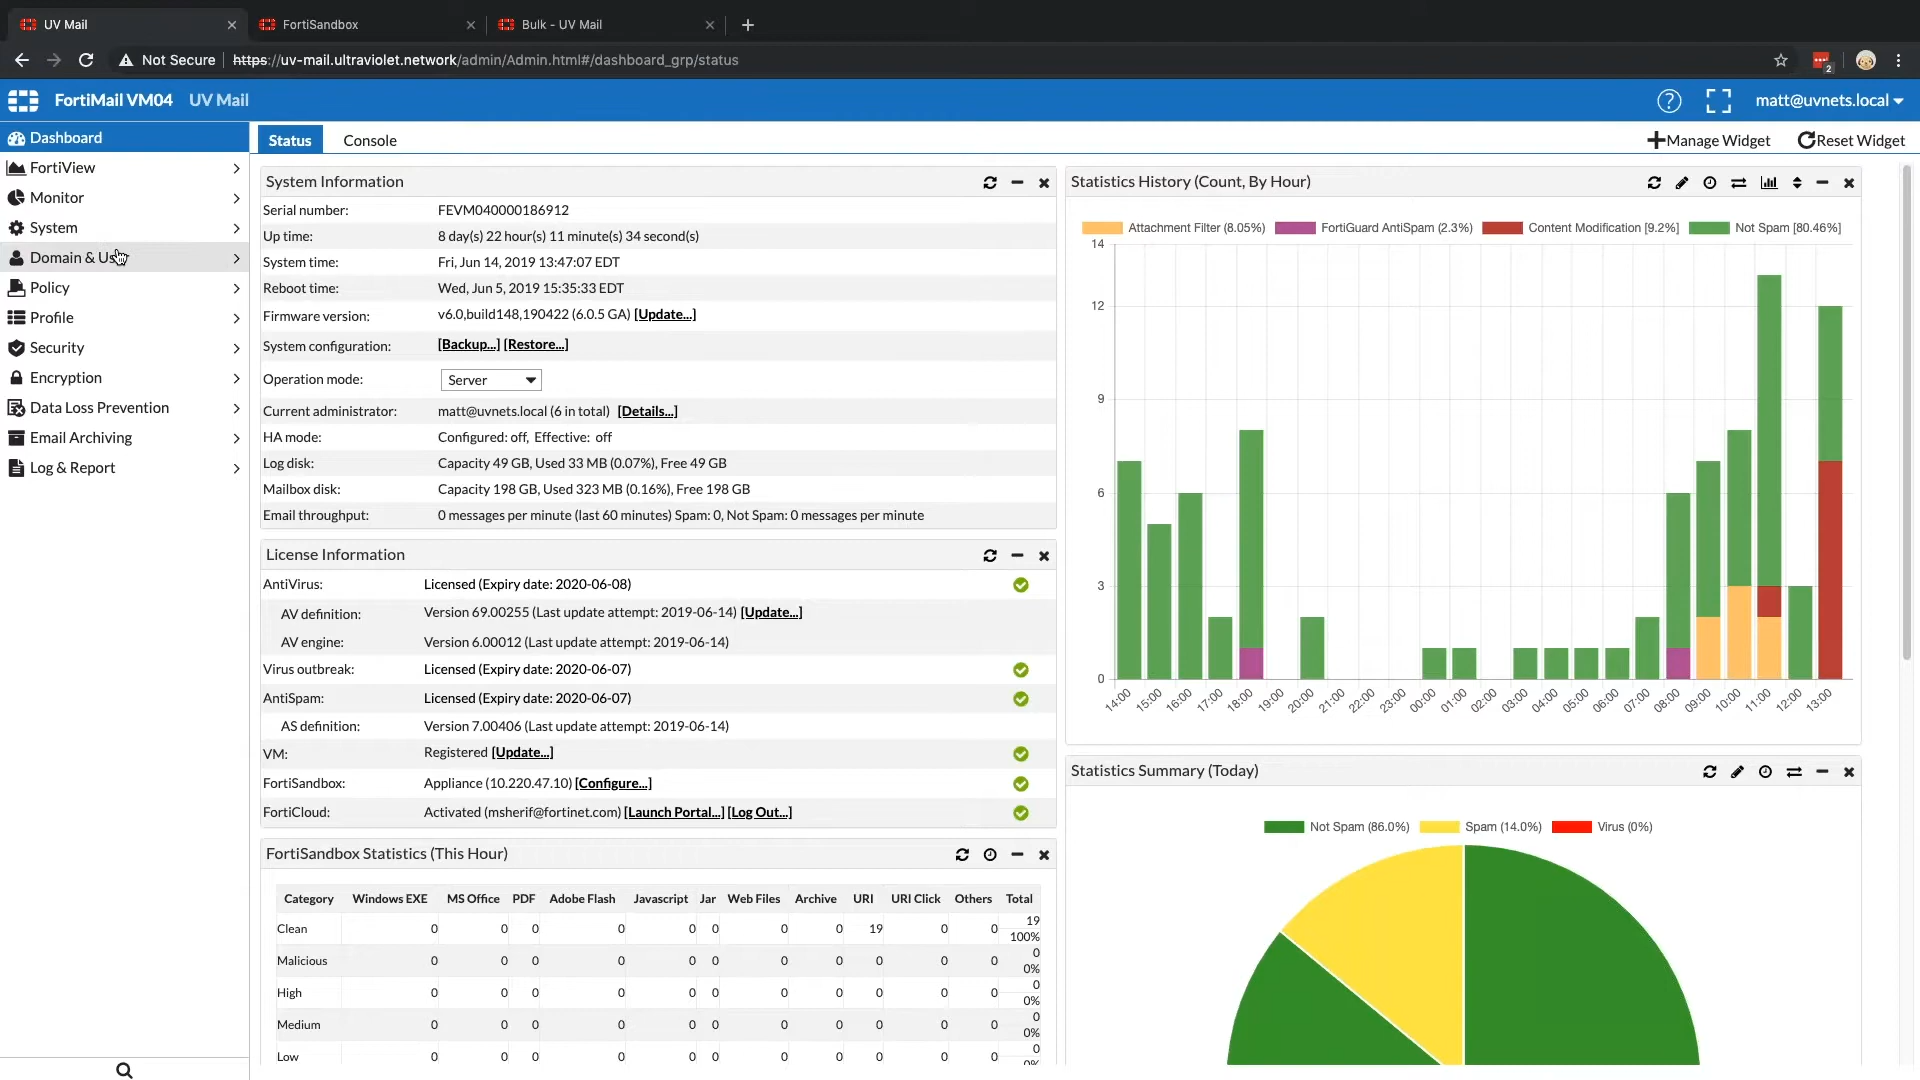 UV Mail
FortiSandbox
Bulk - UV Mail
Not Secure
https://uv-mail.ultraviolet.network/admin/Admin.html#/dashboard_grp/status
2
FortiMail VM04 UV Mail
matt@uvnets.local
Dashboard
FortiView
Monitor
System
Domain &
Policy
Profile
Security
Encryption
Data Loss Prevention
Email Archiving
Log & Report
Status
Console
Manage Widget
Reset Widget
System Information
Serial number: FEVM040000186912
Up time: 8 day(s) 22 hour(s) 11 minute(s) 34 second(s)
System time: Fri, Jun 14, 2019 13:47:07 EDT
Reboot time: Wed, Jun 5, 2019 15:35:33 EDT
Firmware version: v6.0,build148,190422 (6.0.5 GA) [Update...]
System configuration: [Backup...] [Restore...]
Operation mode: Server
Current administrator: matt@uvnets.local (6 in total) [Details...]
HA mode: Configured: off, Effective: off
Log disk: Capacity 49 GB, Used 33 MB (0.07%), Free 49 GB
Mailbox disk: Capacity 198 GB, Used 323 MB (0.16%), Free 198 GB
Email throughput: 0 messages per minute (last 60 minutes) Spam: 0, Not Spam: 0 messages per minute
License Information
AntiVirus: Licensed (Expiry date: 2020-06-08)
AV definition: Version 69.00255 (Last update attempt: 2019-06-14) [Update...]
AV engine: Version 6.00012 (Last update attempt: 2019-06-14)
Virus outbreak: Licensed (Expiry date: 2020-06-07)
AntiSpam: Licensed (Expiry date: 2020-06-07)
AS definition: Version 7.00406 (Last update attempt: 2019-06-14)
VM: Registered [Update...]
FortiSandbox: Appliance (10.220.47.10) [Configure...]
FortiCloud: Activated (msherif@fortinet.com) [Launch Portal...] [Log Out...]
FortiSandbox Statistics (This Hour)
Category Windows EXE MS Office PDF Adobe Flash Javascript Jar Web Files Archive URI URI Click Others Total
Clean 0 0 0 0 0 0 0 0 19 0 0 19
100%
Malicious 0 0 0 0 0 0 0 0 0 0 0 0
0%
High 0 0 0 0 0 0 0 0 0 0 0 0
0%
Medium 0 0 0 0 0 0 0 0 0 0 0 0
0%
Low 0 0 0 0 0 0 0 0 0 0 0 0
0%
Statistics History (Count, By Hour)
Attachment Filter (8.05%) FortiGuard AntiSpam (2.3%) Content Modification [9.2%] Not Spam [80.46%]
14
12
9
6
3
0
14:00 15:00 16:00 17:00 18:00 19:00 20:00 21:00 22:00 23:00 00:00 01:00 02:00 03:00 04:00 05:00 06:00 07:00 08:00 09:00 10:00 11:00 12:00 13:00
Statistics Summary (Today)
Not Spam (86.0%) Spam (14.0%) Virus (0%)